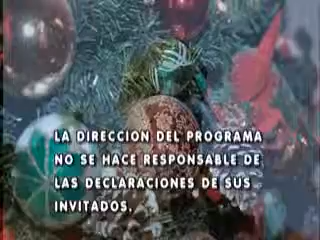 LA DIRECCION DEL PROGRAMA
NO SE HACE RESPONSABLE DE
LAS DECLARACIONES DE SUS
INVITADOS.